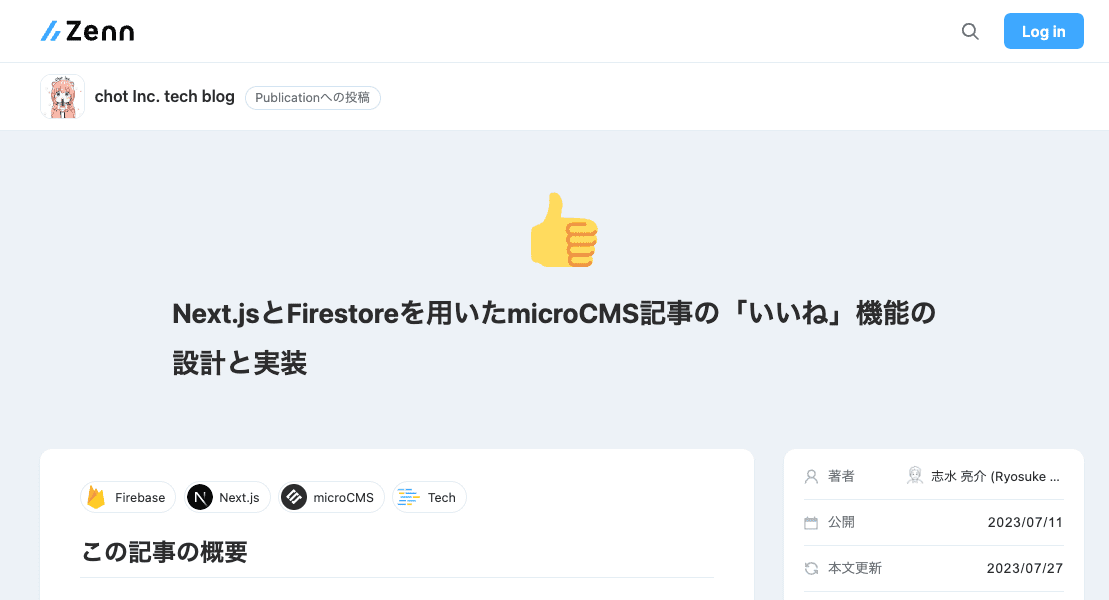 Zenn
Log in
chot Inc. tech blog
Publicationへの投稿
Next.jsとFirestoreを用いたmicroCMS記事の「いいね」機能の
設計と実装
Firebase
Next.js
microCMS
Tech
この記事の概要
著者
志水 亮介 (Ryosuke ...
公開
2023/07/11
本文更新
2023/07/27